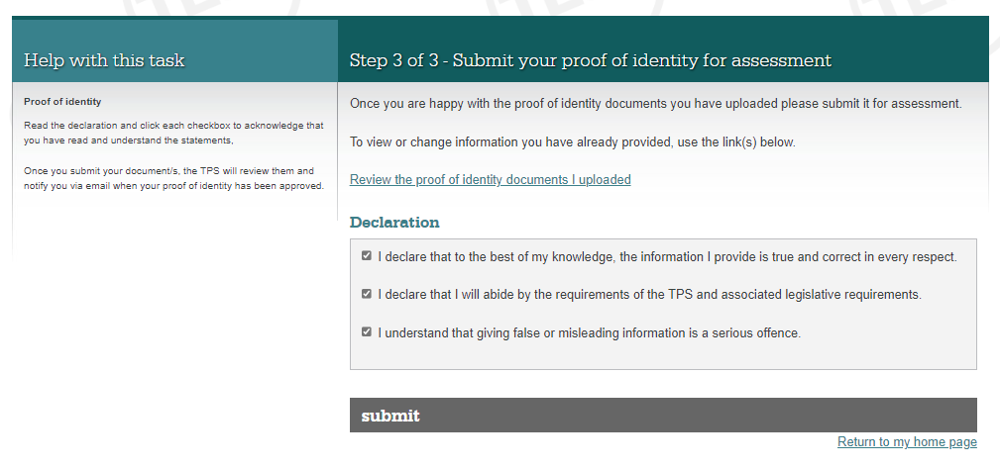 Help with this task
Step 3 of 3 - Submit your proof of identity for assessment
Proof of identity
Read the declaration and click each checkbox to acknowledge that
you have read and understand the statements,
Once you submit your document/s, the TPS will review them and
notify you via email when your proof of identity has been approved.
Once you are happy with the proof of identity documents you have uploaded please submit it for assessment.
To view or change information you have already provided, use the link(s) below.
Review the proof of identity documents I uploaded
Declaration
I declare that to the best of my knowledge, the information I provide is true and correct in every respect.
I declare that I will abide by the requirements of the TPS and associated legislative requirements.
I understand that giving false or misleading information is a serious offence.
submit
Return to my home page